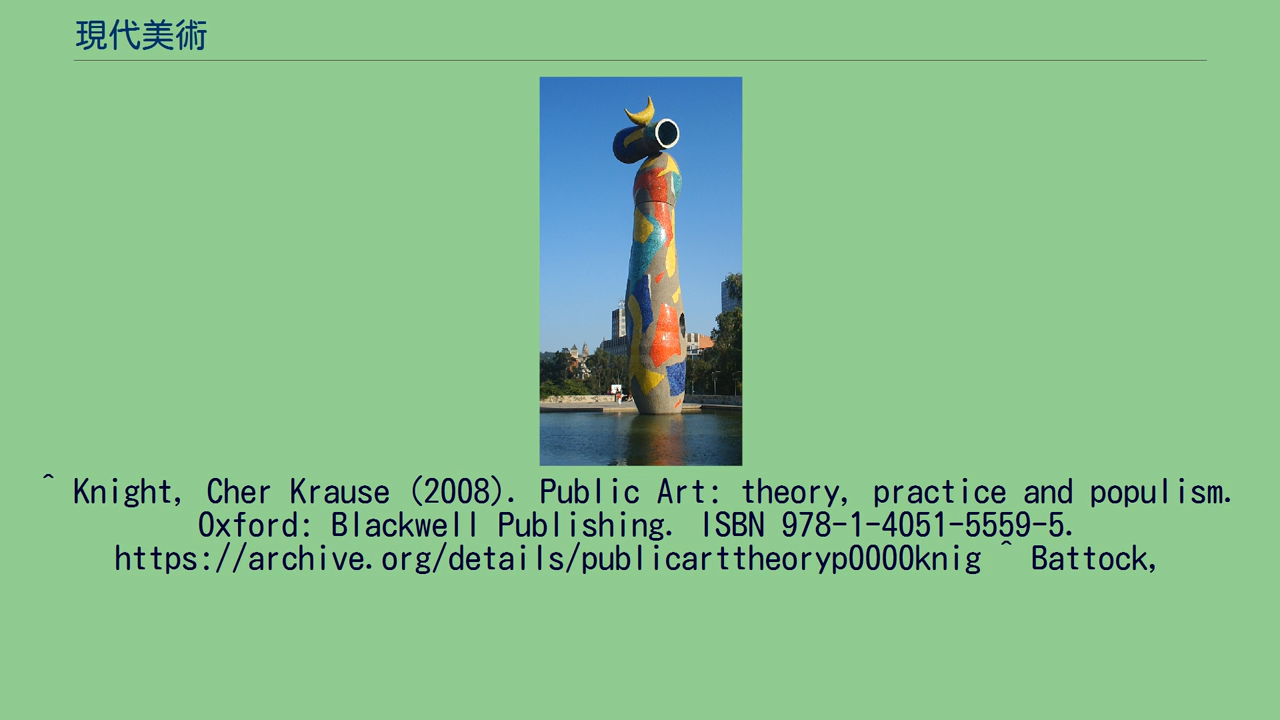 現代美術
^ Knight, Cher Krause (2008). Public Art: theory, practice and populism.
Oxford: Blackwell Publishing. ISBN 978-1-4051-5559-5.
https://archive.org/details/publicarttheoryp0000knig ^ Battock,